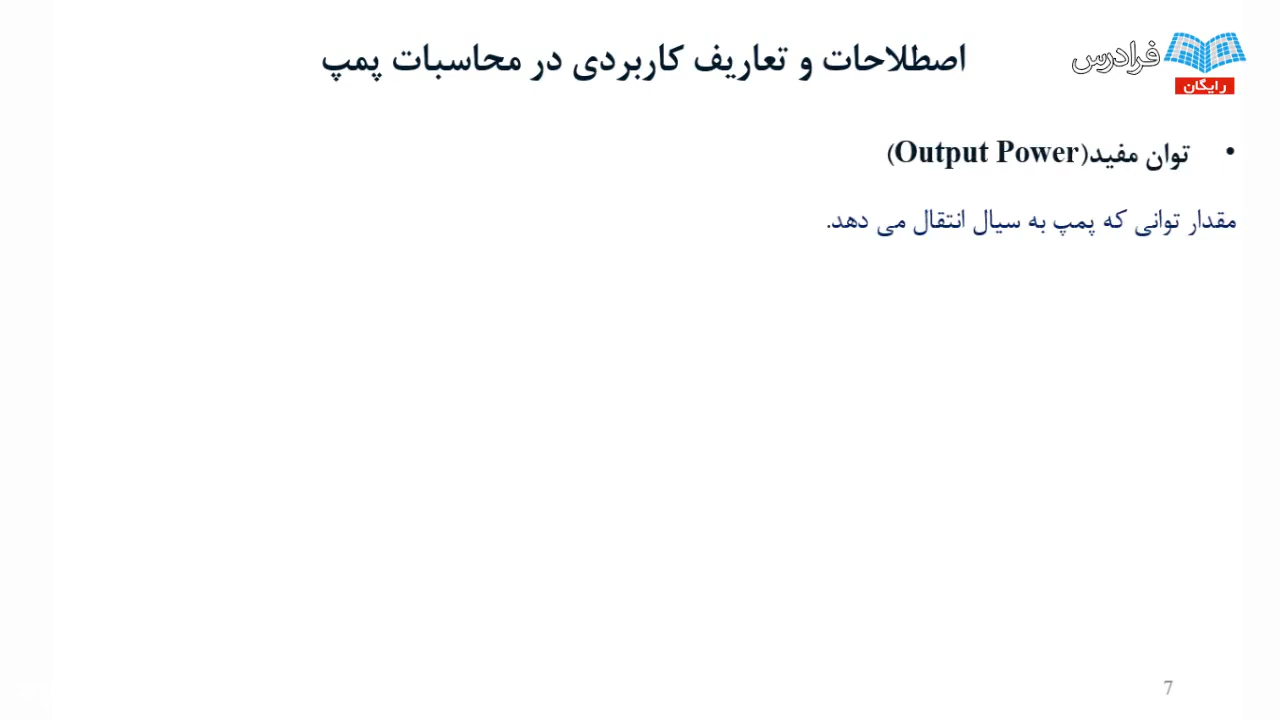 فرادرس
رایگان
اصطلاحات و تعاریف کاربردی در محاسبات پمپ
• توان مفید(Output Power)
مقدار توانی که پمپ به سیال انتقال می دهد.
7